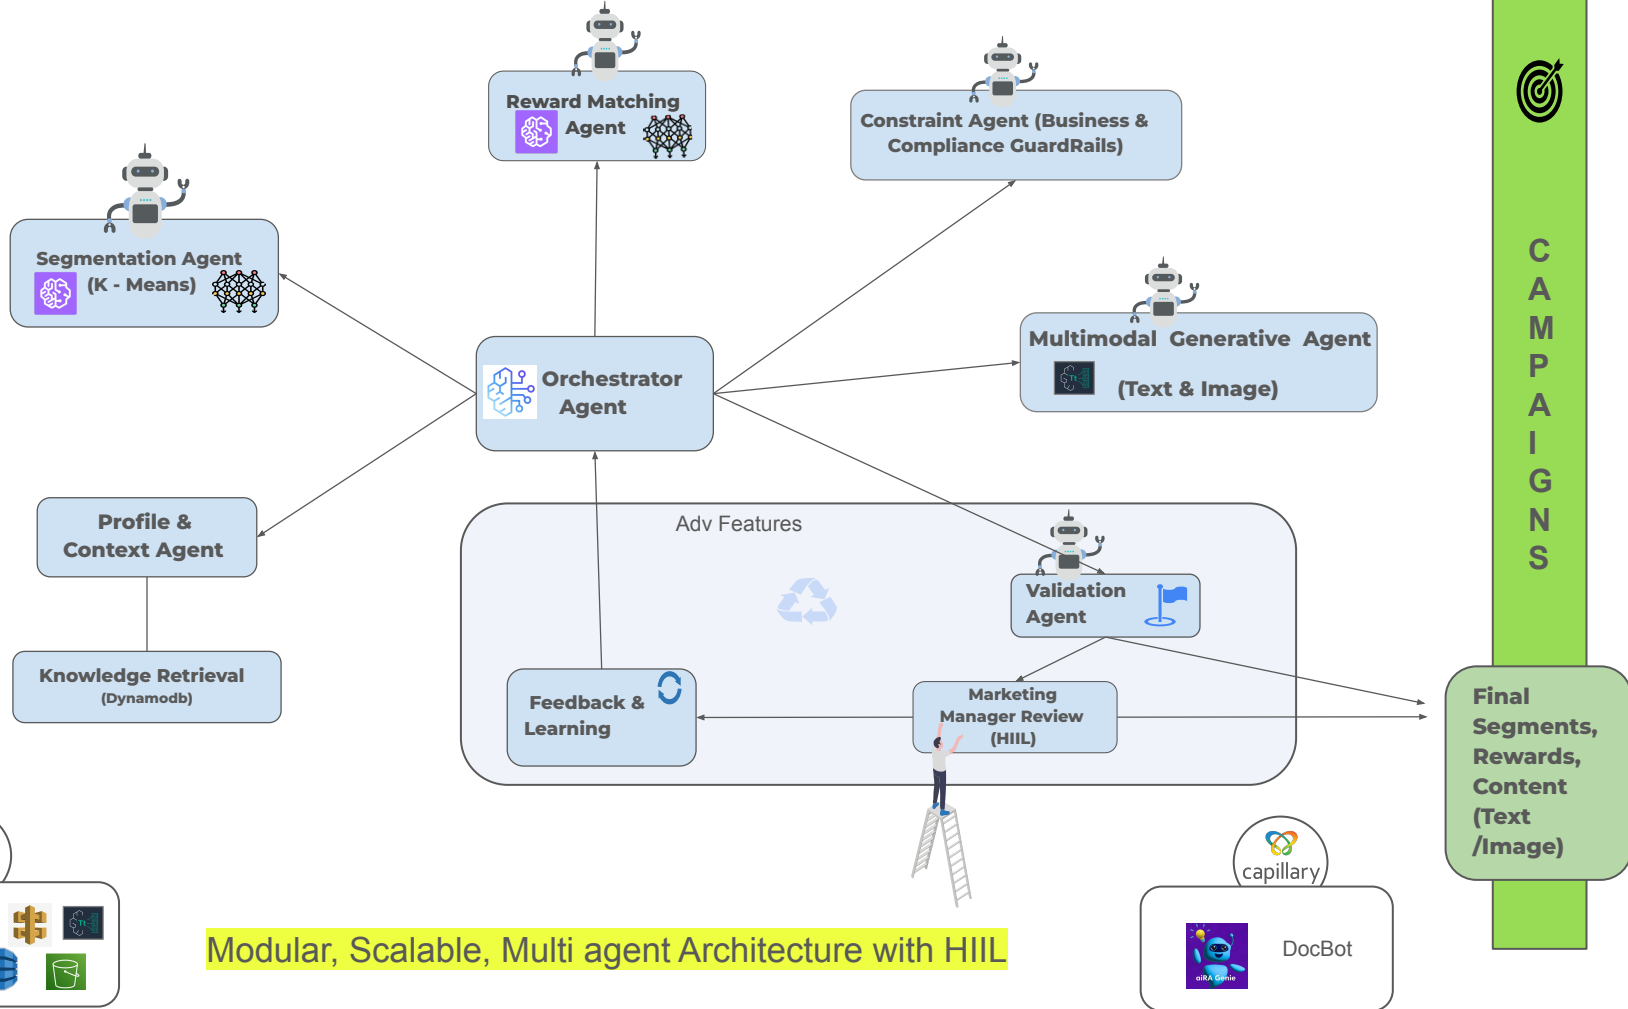 Reward Matching
Agent
Constraint Agent (Business &
Compliance GuardRails)
Segmentation Agent
(K - Means)
Multimodal Generative Agent
(Text & Image)
Orchestrator
Agent
Profile &
Context Agent
Knowledge Retrieval
(Dynamodb)
Adv Features
Validation
Agent
Feedback &
Learning
Marketing
Manager Review
(HIIL)
C
A
M
P
A
I
G
N
S
Final
Segments,
Rewards,
Content
(Text
/Image)
capillary
aiRA Genie
DocBot
Modular, Scalable, Multi agent Architecture with HIIL